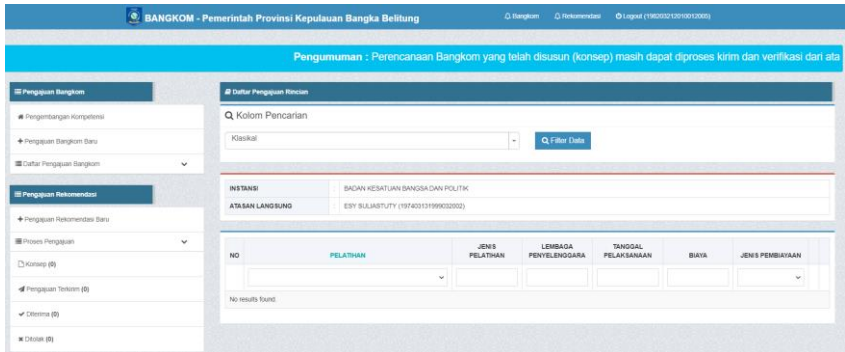 BANGKOM - Pemerintah Provinsi Kepulauan Bangka Belitung
Bangkom
Rekomendasi
Logout (198203212010012005)
Pengumuman : Perencanaan Bangkom yang telah disusun (konsep) masih dapat diproses kirim dan verifikasi dari ata
Pengajuan Bangkom
Pengembangan Kompetensi
Pengajuan Bangkom Baru
Daftar Pengajuan Bangkom
Pengajuan Rekomendasi
Pengajuan Rekomendasi Baru
Proses Pengajuan
Konsep (0)
Pengajuan Terkirim (0)
Diterima (0)
Ditolak (0)
Daftar Pengajuan Rincian
Kolom Pencarian
Klasikal
Filter Data
INSTANSI : BADAN KESATUAN BANGSA DAN POLITIK
ATASAN LANGSUNG : ESY SULIASTUTY (197403131999032002)
NO PELATIHAN JENIS PELATIHAN LEMBAGA PENYELENGGARA TANGGAL PELAKSANAAN BIAYA JENIS PEMBIAYAAN
No results found.